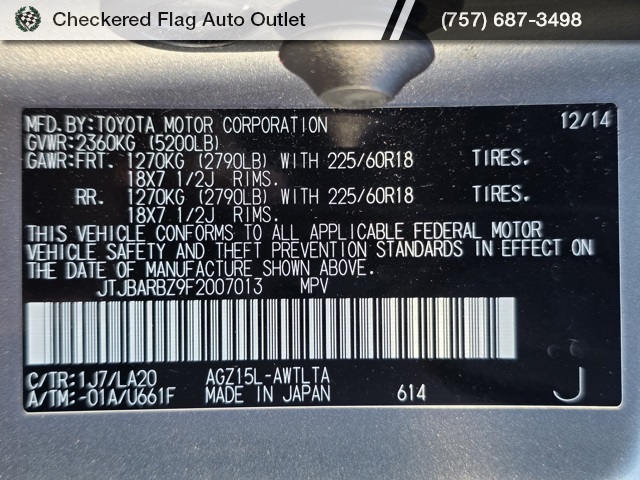 Checkered Flag Auto Outlet (757) 687-3498
MFD.BY:TOYOTA MOTOR CORPORATION 12/14
GVWR:2360KG (5200LB)
GAWR:FRT. 1270KG (2790LB) WITH 225/60R18 TIRES.
18X7 1/2J RIMS.
RR. 1270KG (2790LB) WITH 225/60R18 TIRES.
18X7 1/2J RIMS.
THIS VEHICLE CONFORMS TO ALL APPLICABLE FEDERAL MOTOR
VEHICLE SAFETY AND THEFT PREVENTION STANDARDS IN EFFECT ON
THE DATE OF MANUFACTURE SHOWN ABOVE.
JTJBARBZ9F2007013 MPV
C/TR:1J7/LA20 AGZ15L-AWTLTA
A/TM:-01A/U661F MADE IN JAPAN 614 J